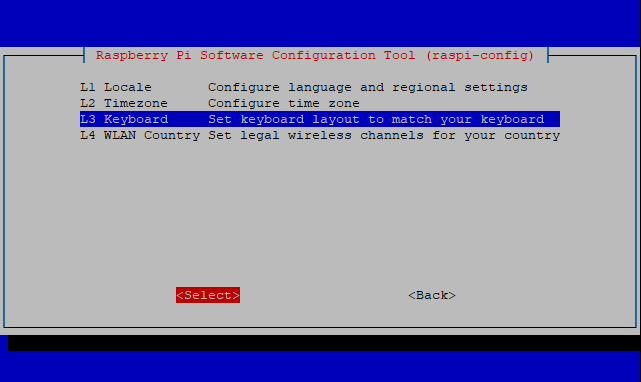 Raspberry Pi Software Configuration Tool (raspi-config)
L1 Locale Configure language and regional settings
L2 Timezone Configure time zone
L3 Keyboard Set keyboard layout to match your keyboard
L4 WLAN Country Set legal wireless channels for your country
<Select> <Back>